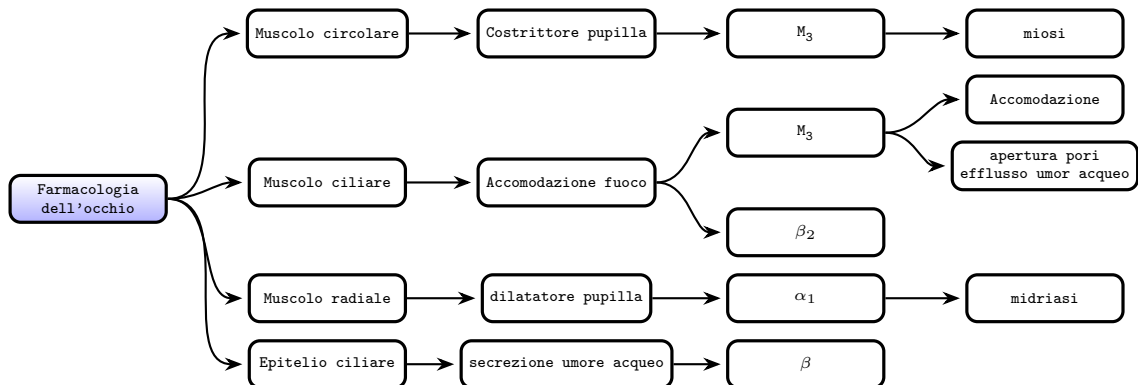 Farmacologia
dell'occhio
Muscolo circolare
Costrittore pupilla
M₃
miosi
Muscolo ciliare
Accomodazione fuoco
M₃
Accomodazione
apertura pori
efflusso umor acqueo
β₂
Muscolo radiale
dilatatore pupilla
α₁
midriasi
Epitelio ciliare
secrezione umore acqueo
β